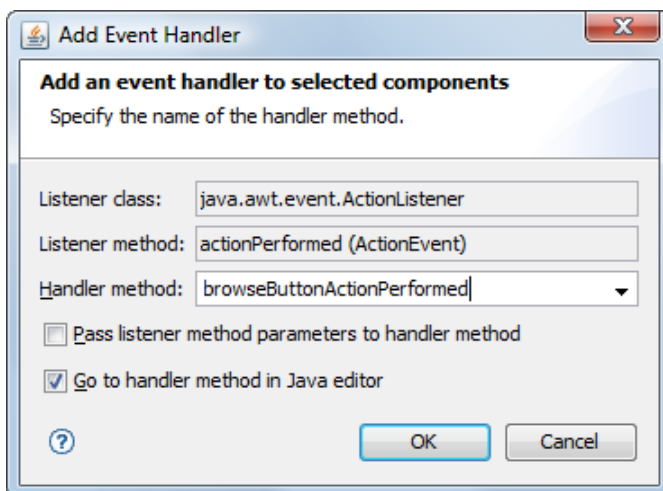 Add Event Handler
Add an event handler to selected components
Specify the name of the handler method.
Listener class: java.awt.event.ActionListener
Listener method: actionPerformed (ActionEvent)
Handler method: browseButtonActionPerformed
Pass listener method parameters to handler method
Go to handler method in Java editor
? OK Cancel